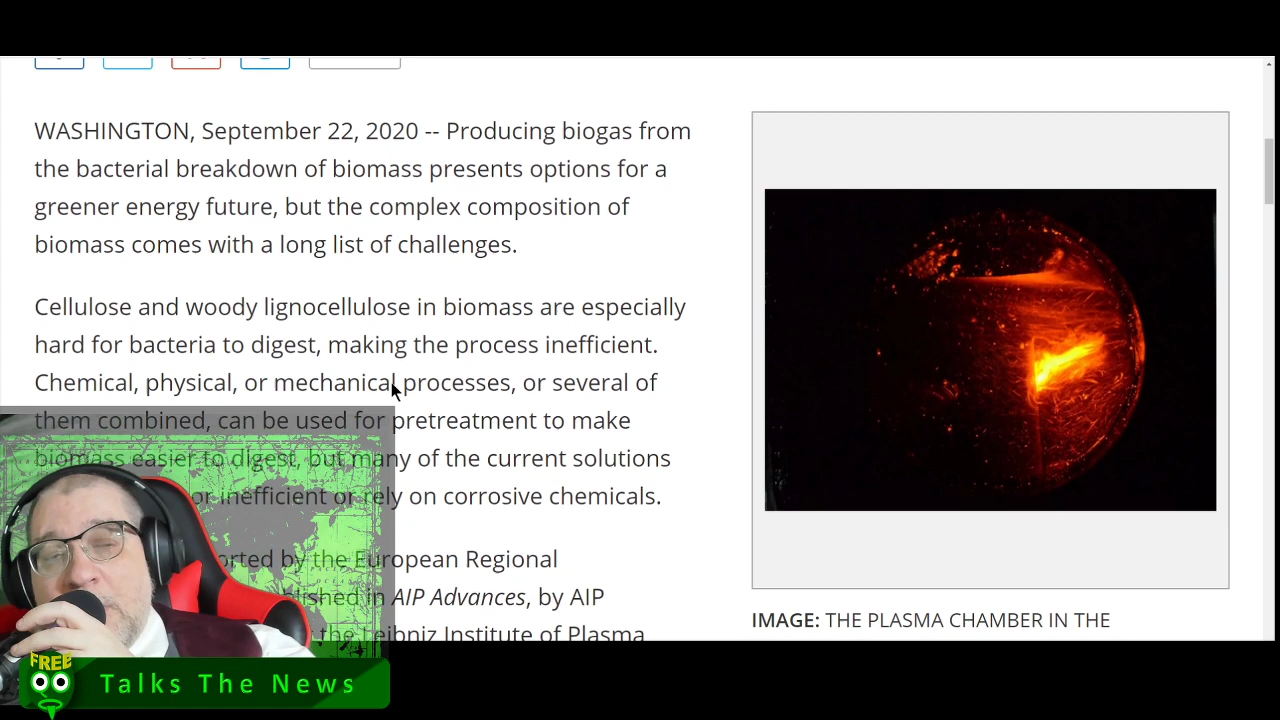 WASHINGTON, September 22, 2020 -- Producing biogas from
the bacterial breakdown of biomass presents options for a
greener energy future, but the complex composition of
biomass comes with a long list of challenges.
Cellulose and woody lignocellulose in biomass are especially
hard for bacteria to digest, making the process inefficient.
Chemical, physical, or mechanical processes, or several of
them combined, can be used for pretreatment to make
biomass easier to digest, but many of the current solutions
or inefficient or rely on corrosive chemicals.
by the European Regional
in AIP Advances, by AIP
the Leibniz Institute of Plasma
IMAGE: THE PLASMA CHAMBER IN THE
FREE
Talks The News